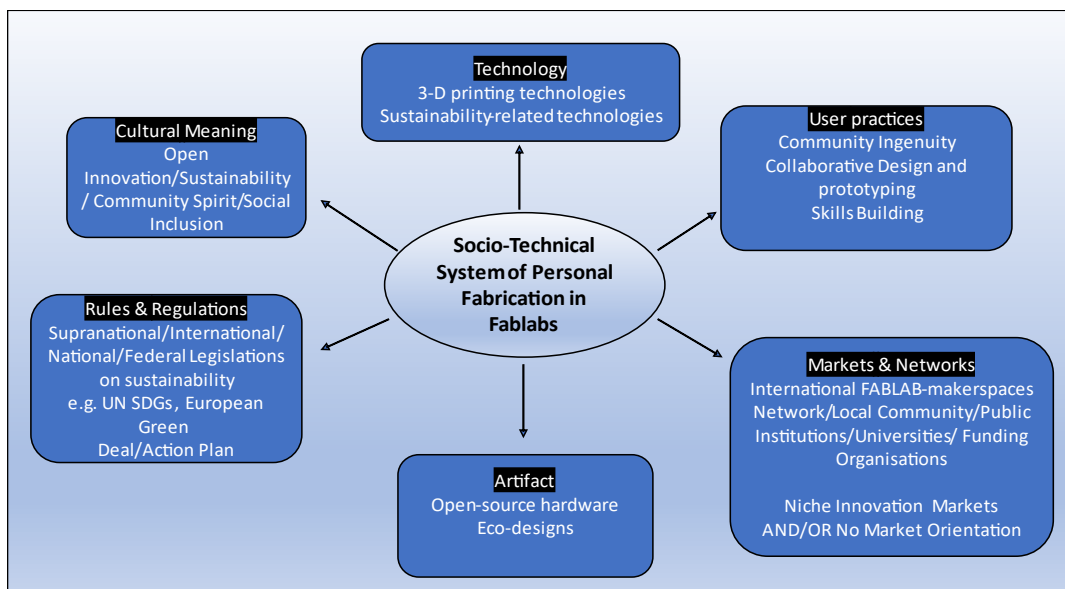 Technology
3-D printing technologies
Sustainability-related technologies
Cultural Meaning
Open
Innovation/Sustainability
/ Community Spirit/Social
Inclusion
User practices
Community Ingenuity
Collaborative Design and
prototyping
Skills Building
Socio-Technical
System of Personal
Fabrication in
Fablabs
Rules & Regulations
Supranational/International/
National/Federal Legislations
on sustainability
e.g. UN SDGs, European
Green
Deal/Action Plan
Markets & Networks
International FABLAB-makerspaces
Network/Local Community/Public
Institutions/Universities/ Funding
Organisations
Niche Innovation Markets
AND/OR No Market Orientation
Artifact
Open-source hardware
Eco-designs